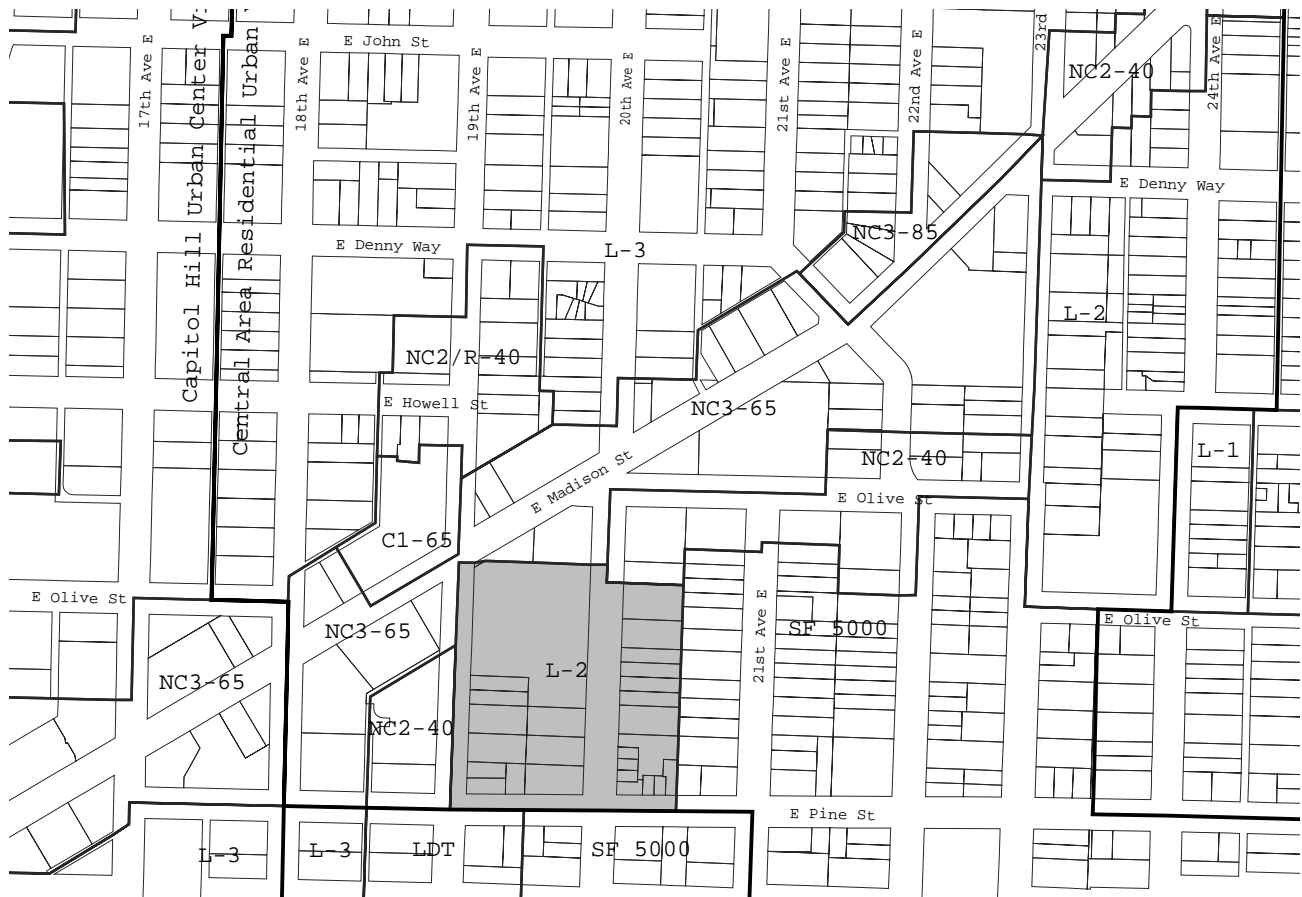 Capitol Hill Urban Center V
Central Area Residential Urban
17th Ave E
18th Ave E
19th Ave E
20th Ave E
21st Ave E
22nd Ave E
23rd
24th Ave E
E John St
NC2-40
E Denny Way
E Denny Way
L-3
NC3-85
L-2
NC2/R-40
E Howell St
NC3-65
L-1
NC2-40
E Madison St
E Olive St
C1-65
E Olive St
NC3-65
21st Ave E
SF 5000
E Olive St
L-2
NC3-65
NC2-40
E Pine St
L-3
L-3
LDT
SF 5000